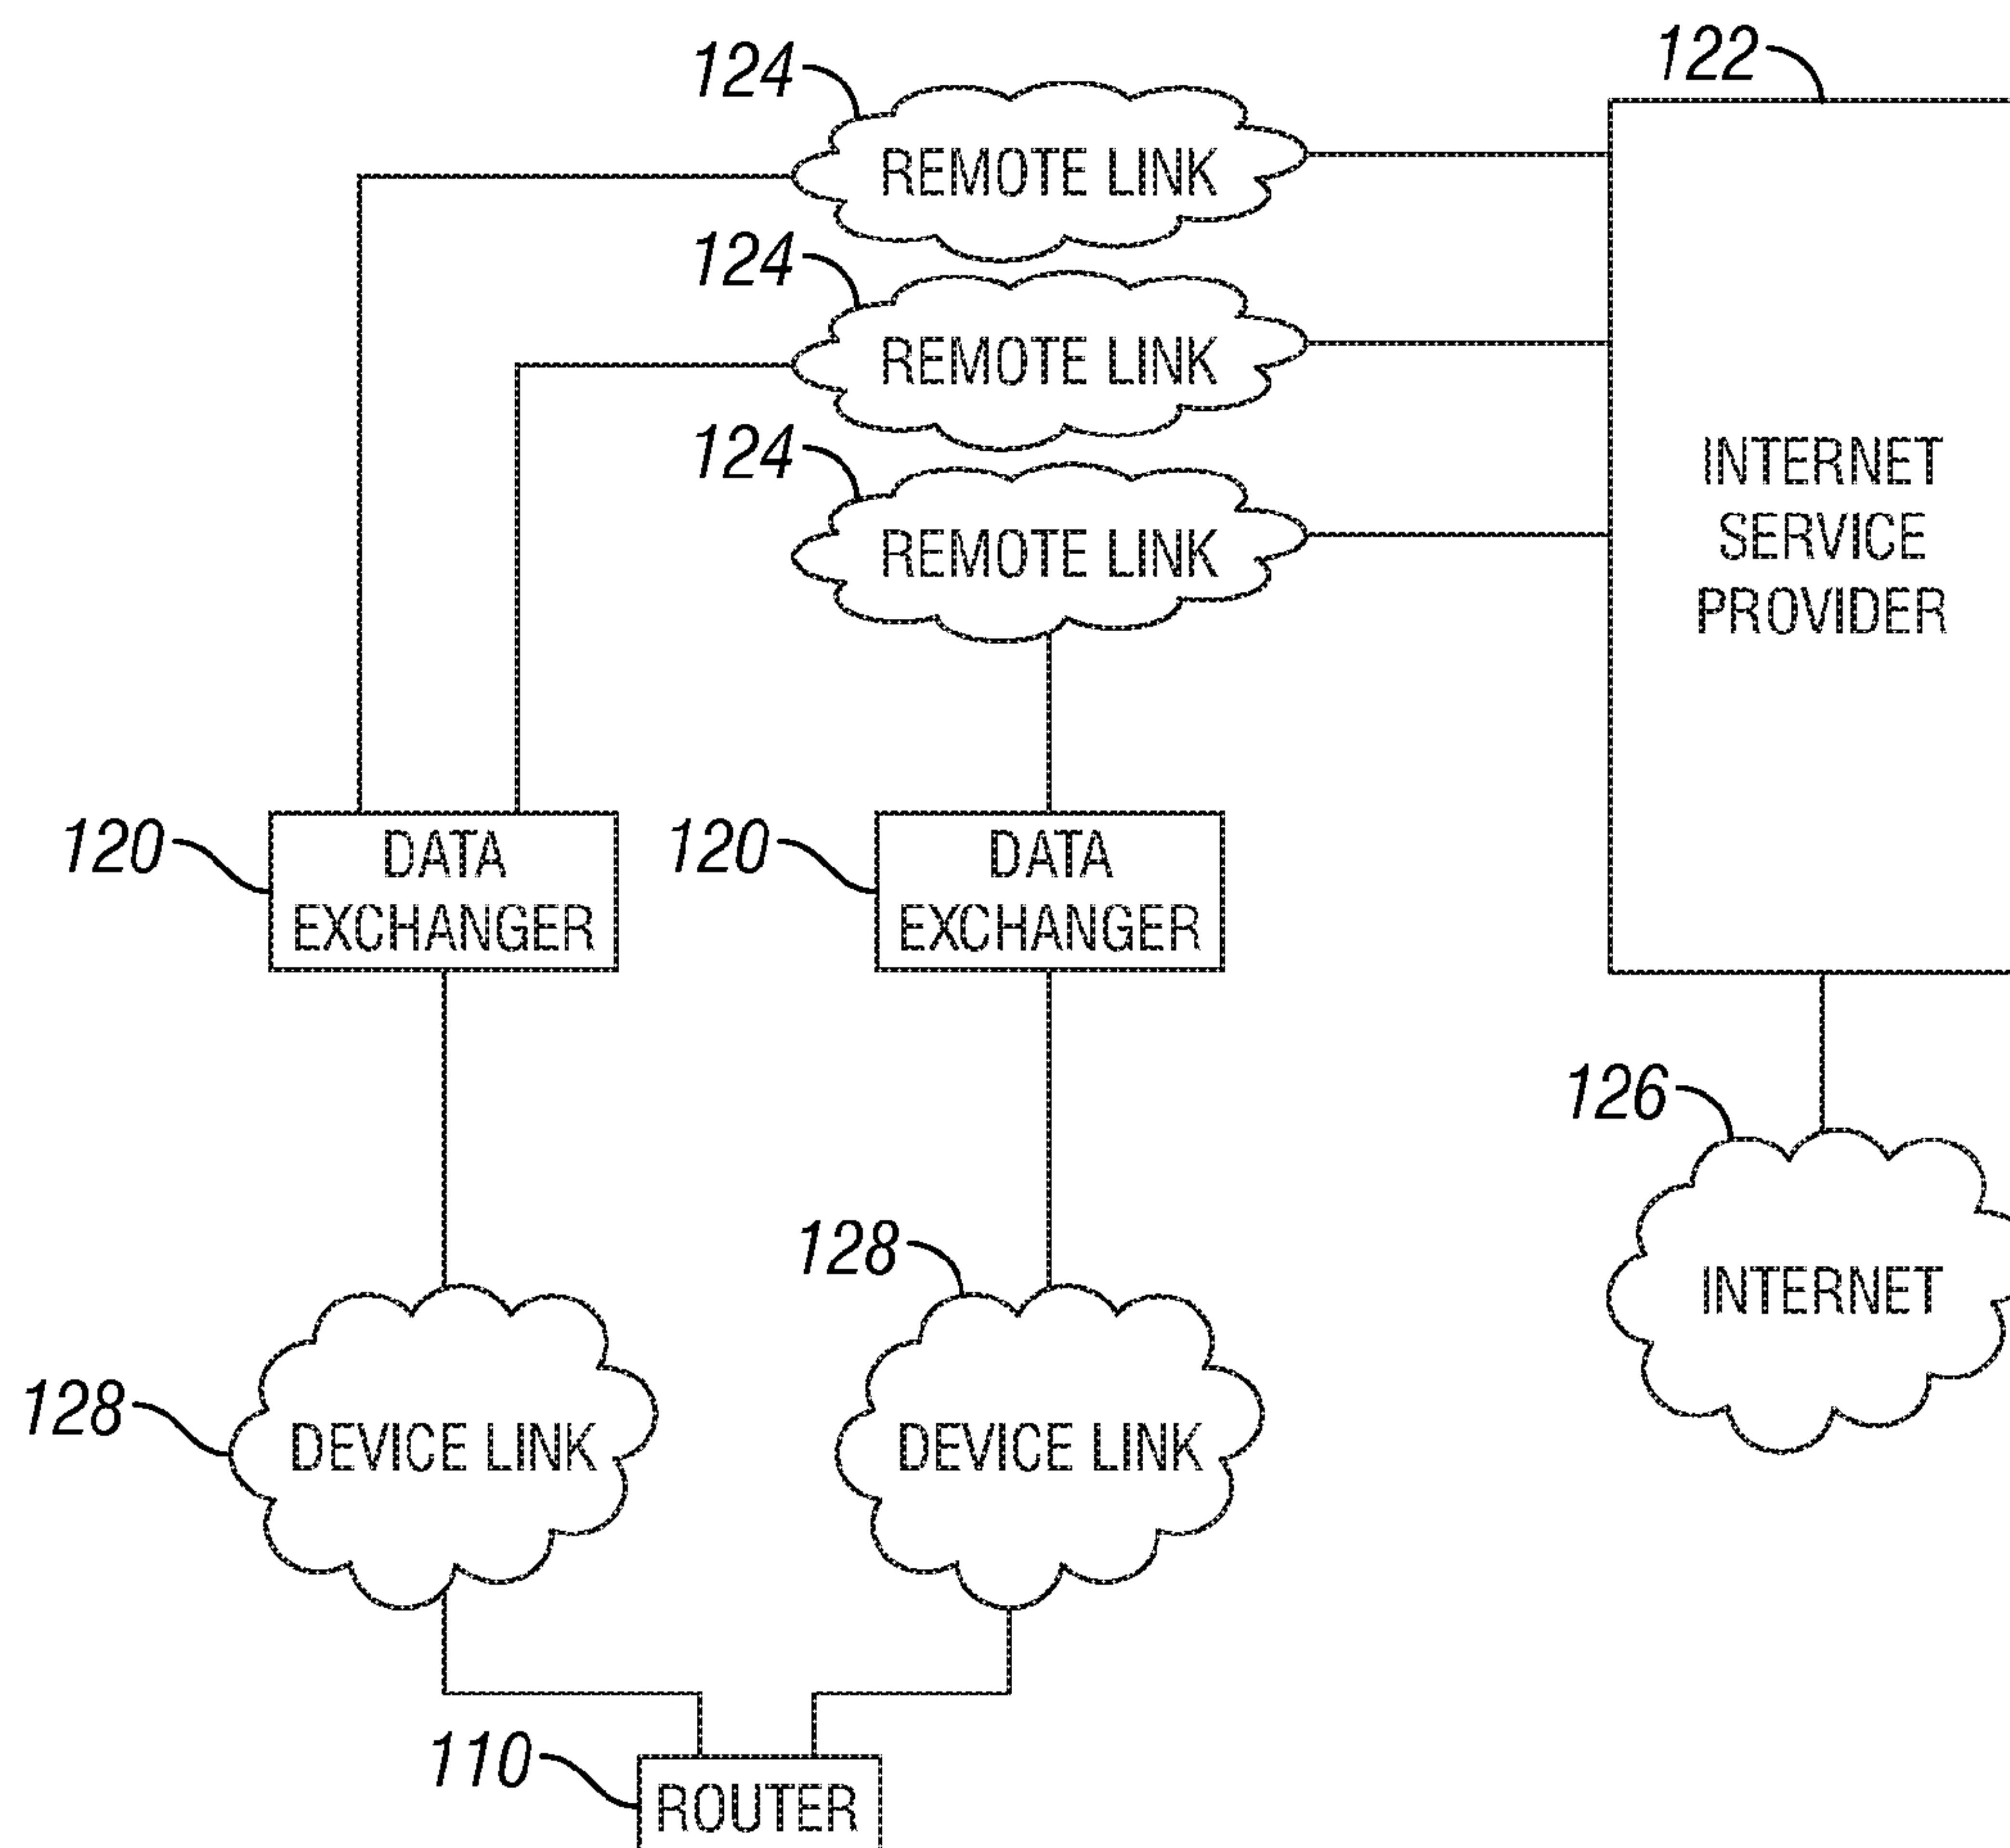 124
REMOTE LINK
122
124
REMOTE LINK
124
REMOTE LINK
INTERNET
SERVICE
PROVIDER
120
DATA
EXCHANGER
120
DATA
EXCHANGER
126
INTERNET
128
DEVICE LINK
128
DEVICE LINK
110
ROUTER